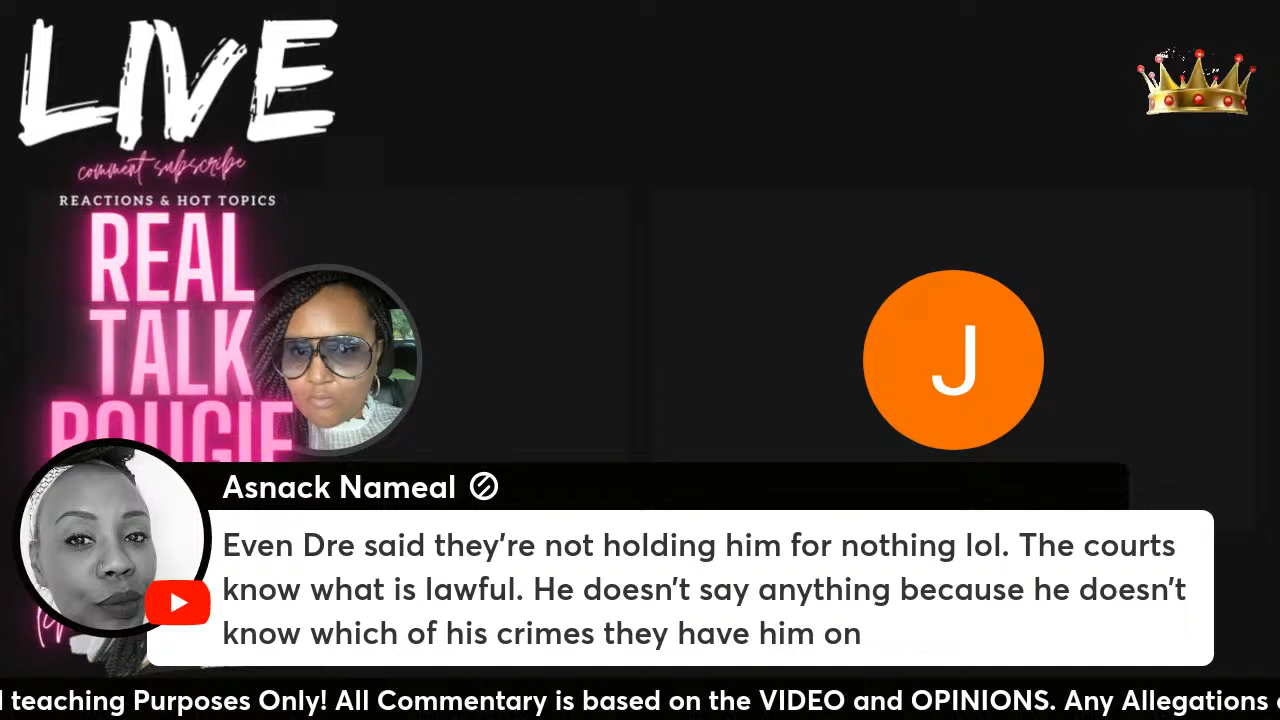 LIVE
comment subscribe
REACTIONS & HOT TOPICS
REAL
TALK
BOUGIE
J
Asnack Nameal
Even Dre said they're not holding him for nothing lol. The courts
know what is lawful. He doesn't say anything because he doesn't
know which of his crimes they have him on
teaching Purposes Only! All Commentary is based on the VIDEO and OPINIONS. Any Allegations